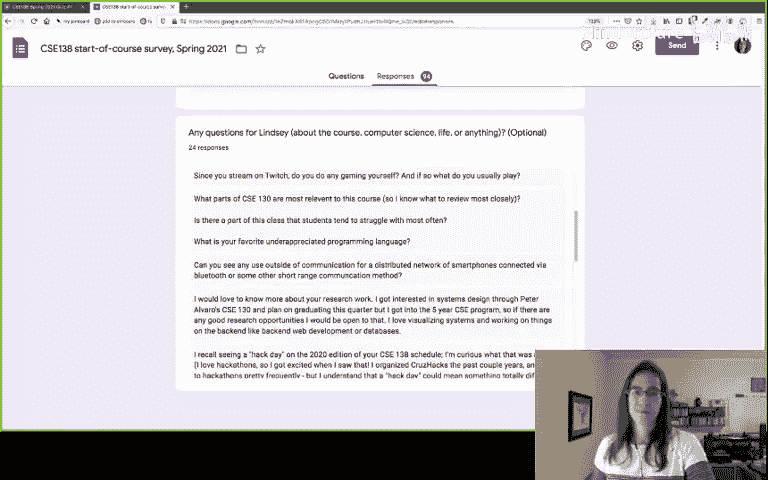 CSE138 start-of-course survey, Spring 2021
Send
Questions
Responses 94
Any questions for Lindsey (about the course, computer science, life, or anything)? (Optional)
24 responses
Since you stream on Twitch, do you do any gaming yourself? And if so what do you usually play?
What parts of CSE 130 are most relevent to this course (so I know what to review most closely)?
Is there a part of this class that students tend to struggle with most often?
What is your favorite underappreciated programming language?
Can you see any use outside of communication for a distributed network of smartphones connected via
bluetooth or some other short range communcation method?
I would love to know more about your research work. I got interested in systems design through Peter
Alvaro's CSE 130 and plan on graduating this quarter but I got into the 5 year CSE program, so if there are
any good research opportunities I would be open to that. I love visualizing systems and working on things
on the backend like backend web development or databases.
I recall seeing a "hack day" on the 2020 edition of your CSE 138 schedule; I'm curious what that was
(I love hackathons, so I got excited when I saw that! I organized CruzHacks the past couple years, an
to hackathons pretty frequently - but I understand that a "hack day" could mean something totally dif